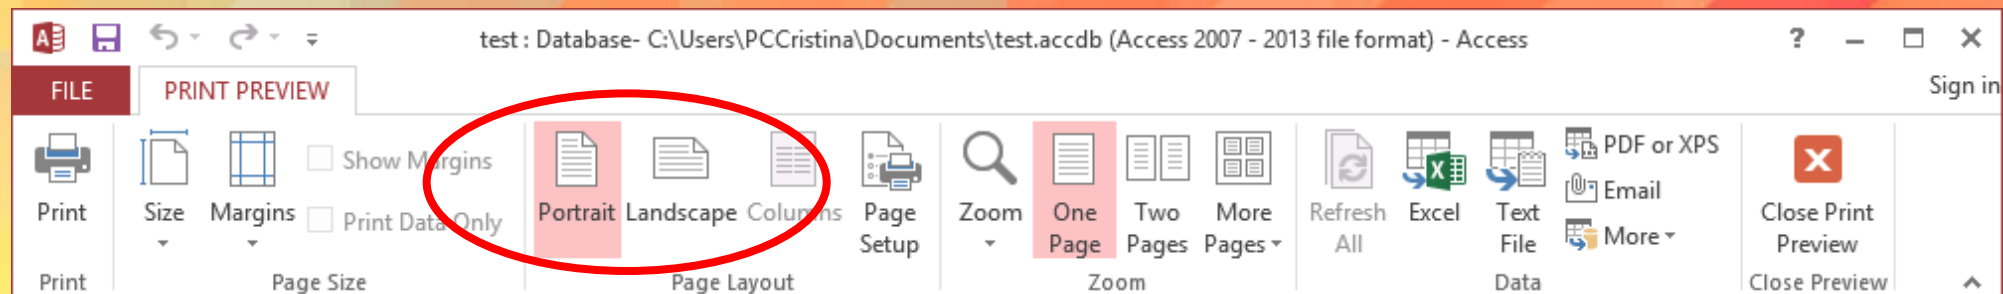 test : Database- C:\Users\PCCristina\Documents\test.accdb (Access 2007 - 2013 file format) - Access
FILE
PRINT PREVIEW
Sign in
Print
Size
Margins
Show Margins
Print Data Only
Portrait
Landscape
Columns
Page
Setup
Zoom
One
Page
Two
Pages
More
Pages
Refresh
All
Excel
Text
File
PDF or XPS
Email
More
Close Print
Preview
Print
Page Size
Page Layout
Zoom
Data
Close Preview